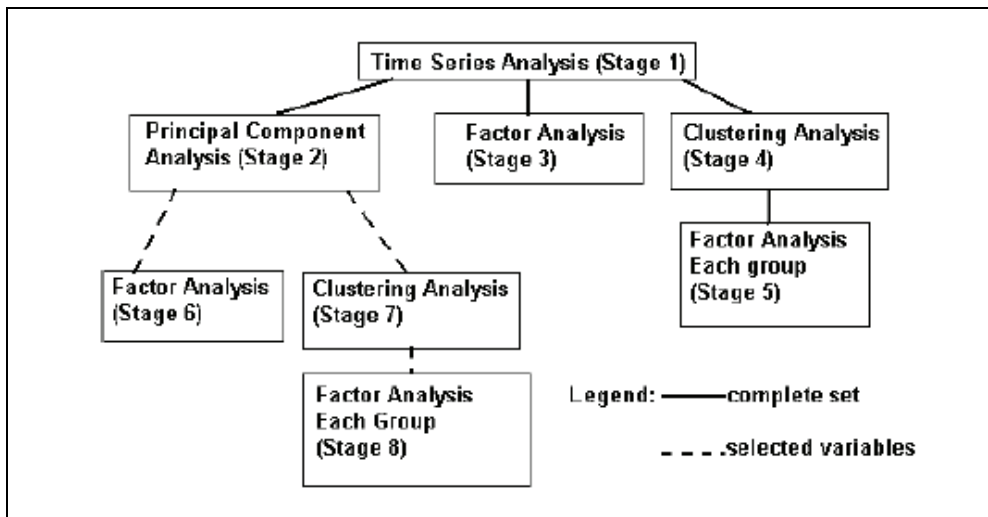 Time Series Analysis (Stage 1)
Principal Component
Analysis (Stage 2)
Factor Analysis
(Stage 3)
Clustering Analysis
(Stage 4)
Factor Analysis
Each group
(Stage 5)
Factor Analysis
(Stage 6)
Clustering Analysis
(Stage 7)
Factor Analysis
Each Group
(Stage 8)
Legend: complete set
selected variables